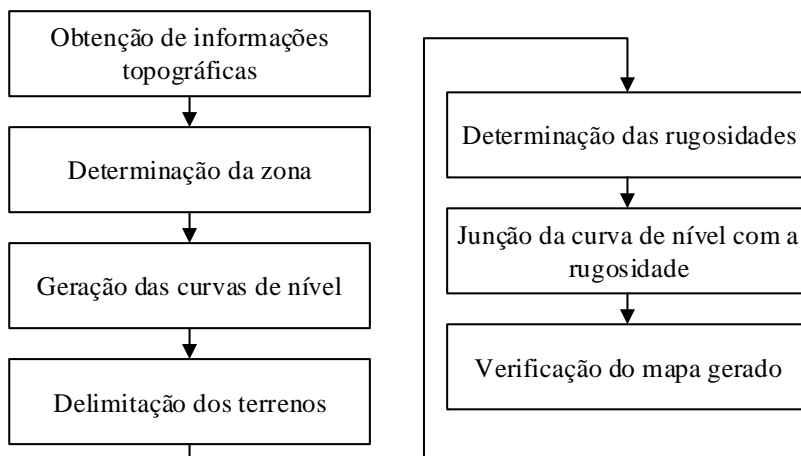 Obtenção de informações
topográficas
Determinação da zona
Geração das curvas de nível
Delimitação dos terrenos
Determinação das rugosidades
Junção da curva de nível com a
rugosidade
Verificação do mapa gerado